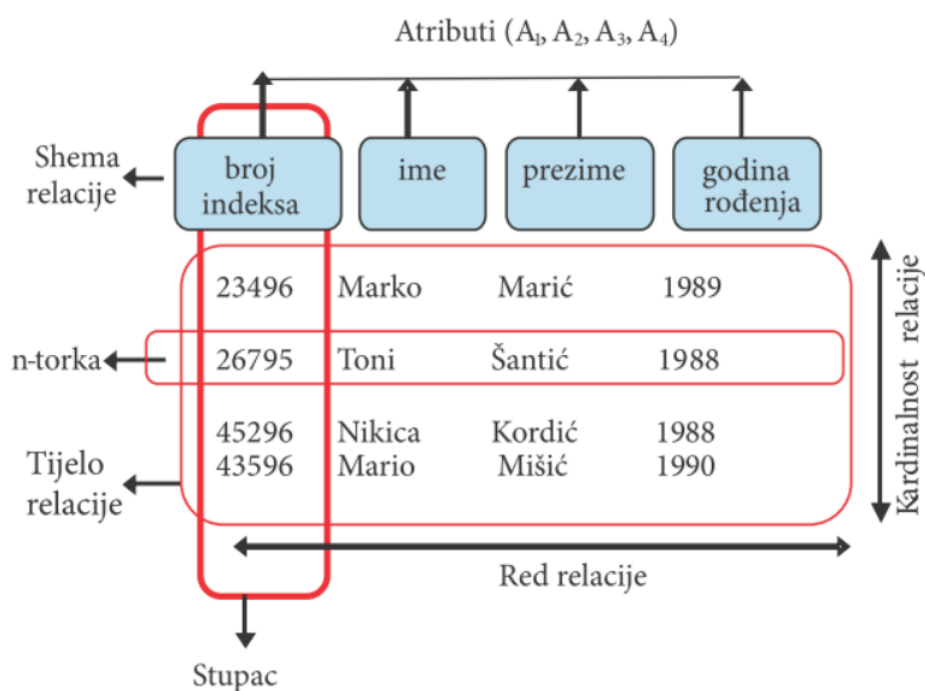 Atributi (A₁, A₂, A₃, A₄)
Shema
relacije
broj
indeksa
ime
prezime
godina
rođenja
23496 Marko Marić 1989
n-torka
26795 Toni Šantić 1988
45296 Nikica Kordić 1988
43596 Mario Mišić 1990
Tijelo
relacije
Kardinalnost relacije
Red relacije
Stupac